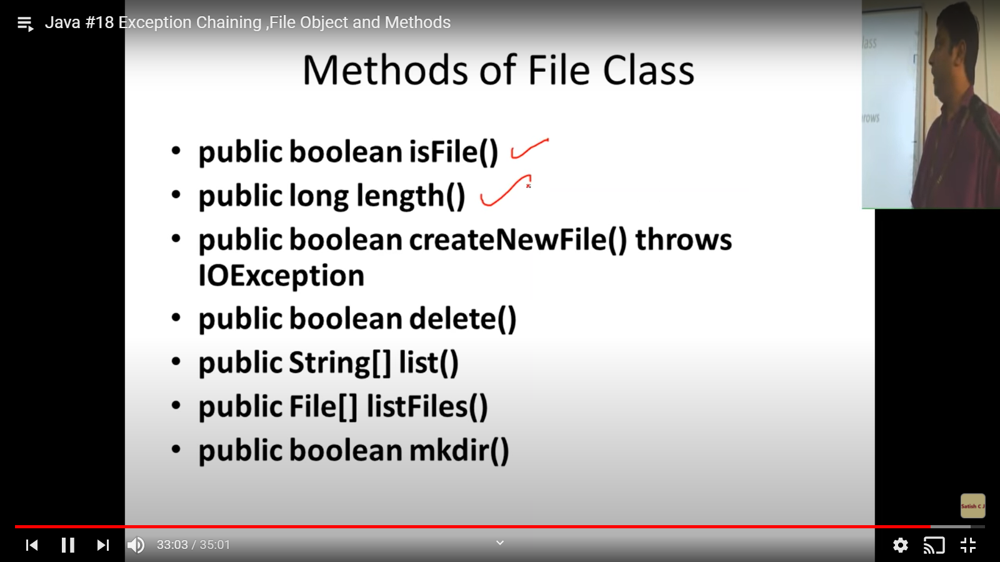 Java #18 Exception Chaining ,File Object and Methods
Methods of File Class
• public boolean isFile()
• public long length()
• public boolean createNewFile() throws
IOException
• public boolean delete()
• public String[] list()
• public File[] listFiles()
• public boolean mkdir()
lass
rows
Satish C J
33:03 / 35:01